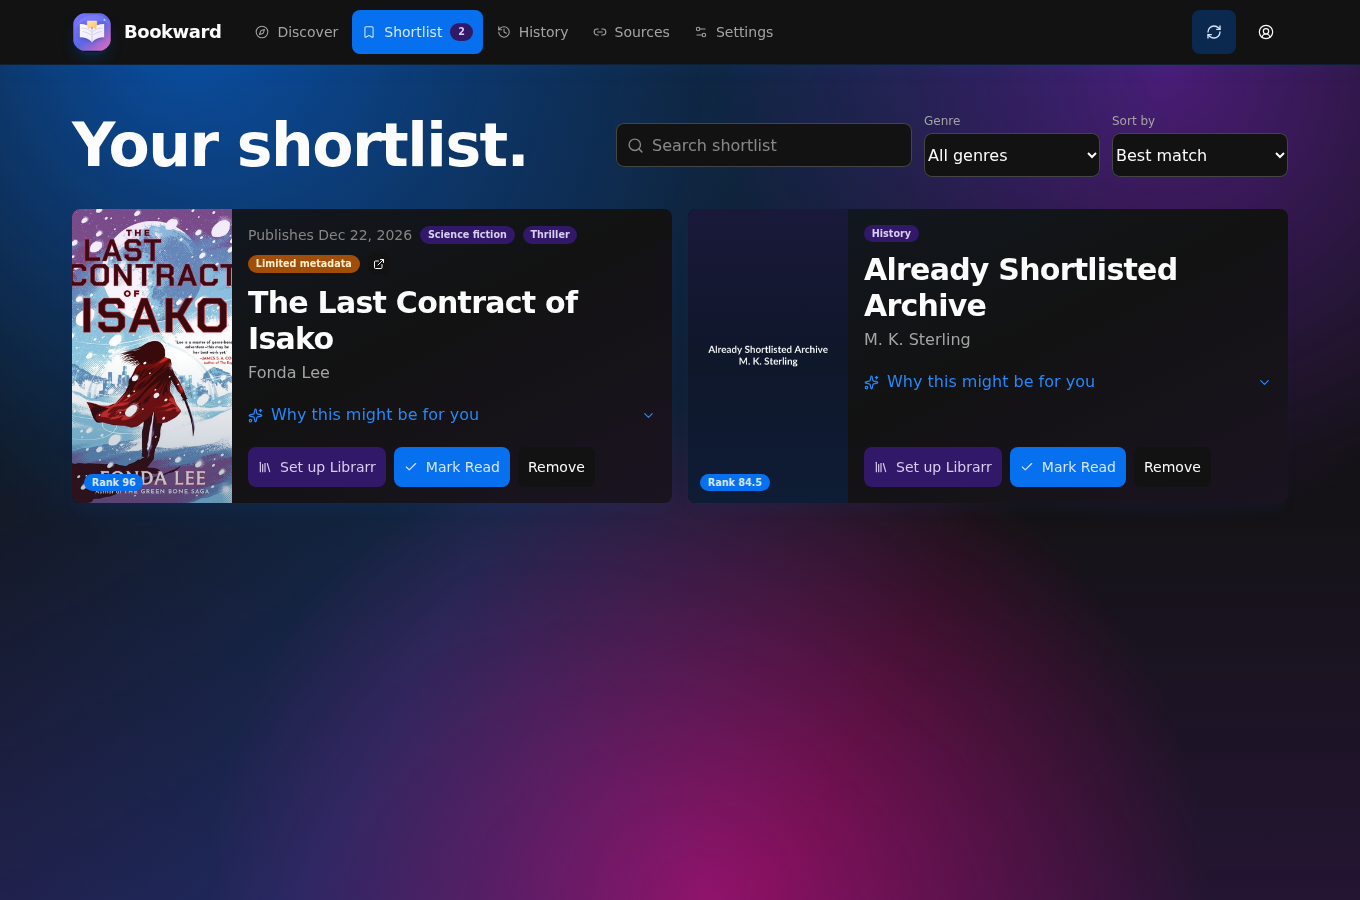 Bookward
Discover
Shortlist 2
History
Sources
Settings
Your shortlist.
Search shortlist
Genre
All genres
Sort by
Best match
THE
LAST
CONTRACT
OF
ISAKO
FONDA LEE
Rank 96
Publishes Dec 22, 2026 Science fiction Thriller
Limited metadata
The Last Contract of
Isako
Fonda Lee
Why this might be for you
Set up Librarr Mark Read Remove
Already Shortlisted Archive
M. K. Sterling
Rank 84.5
History
Already Shortlisted
Archive
M. K. Sterling
Why this might be for you
Set up Librarr Mark Read Remove